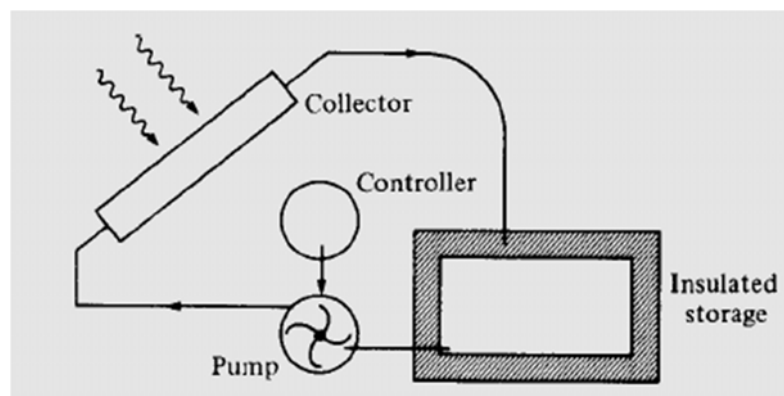 Collector
Controller
Insulated
storage
Pump